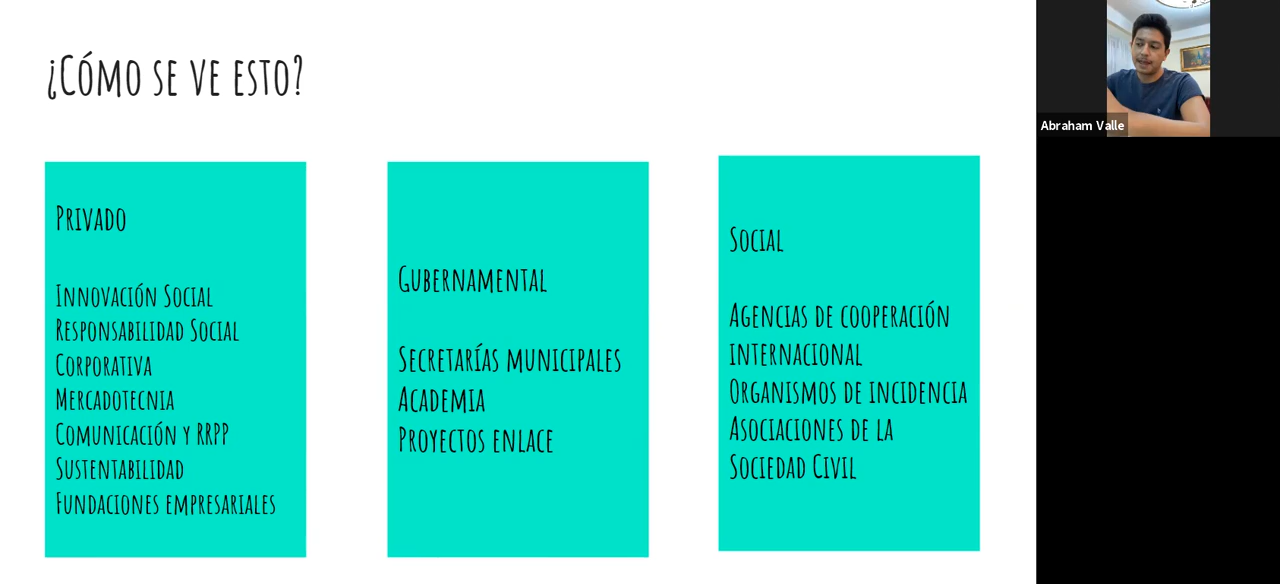 ¿Cómo se ve esto?
Privado
Innovación Social
Responsabilidad Social
Corporativa
Mercadotecnia
Comunicación y RRPP
Sustentabilidad
Fundaciones empresariales
Gubernamental
Secretarías municipales
Academia
Proyectos enlace
Social
Agencias de cooperación
internacional
Organismos de incidencia
Asociaciones de la
Sociedad Civil
Abraham Valle